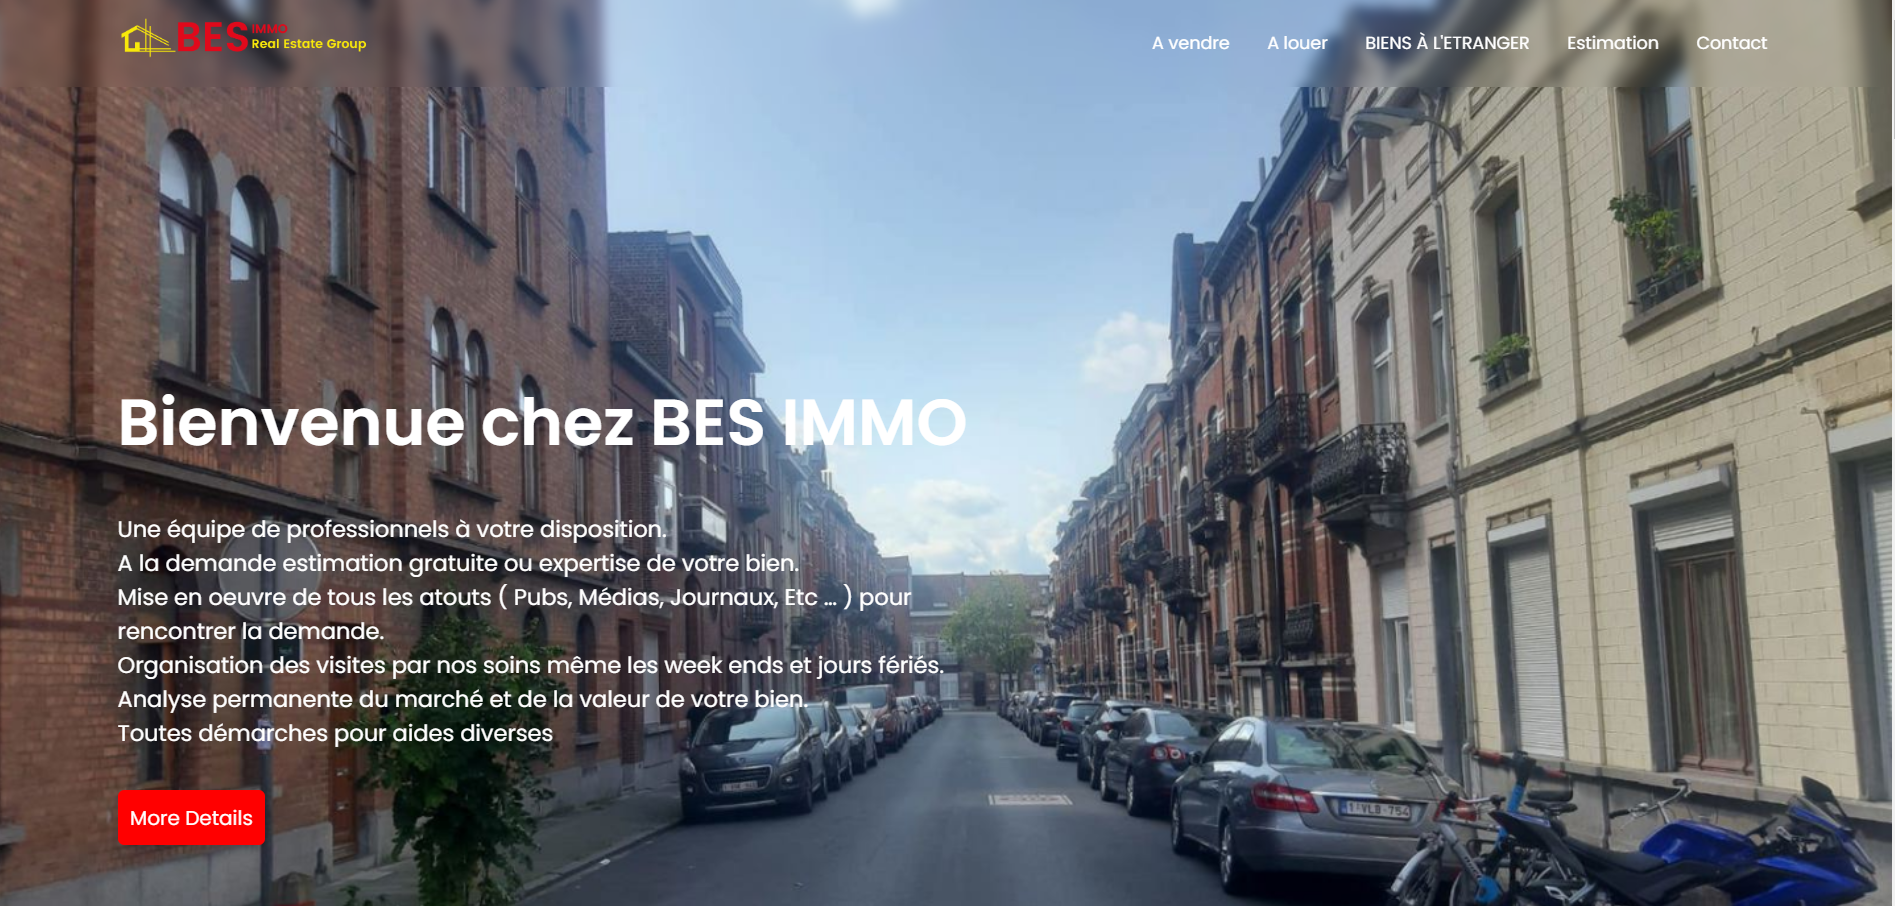 BES IMMO
Real Estate Group
A vendre
A louer
BIENS À L'ETRANGER
Estimation
Contact
Bienvenue chez BES IMMO
Une équipe de professionnels à votre disposition.
A la demande estimation gratuite ou expertise de votre bien.
Mise en oeuvre de tous les atouts ( Pubs, Médias, Journaux, Etc ... ) pour
rencontrer la demande.
Organisation des visites par nos soins même les week ends et jours fériés.
Analyse permanente du marché et de la valeur de votre bien.
Toutes démarches pour aides diverses
More Details
1-VLB-754